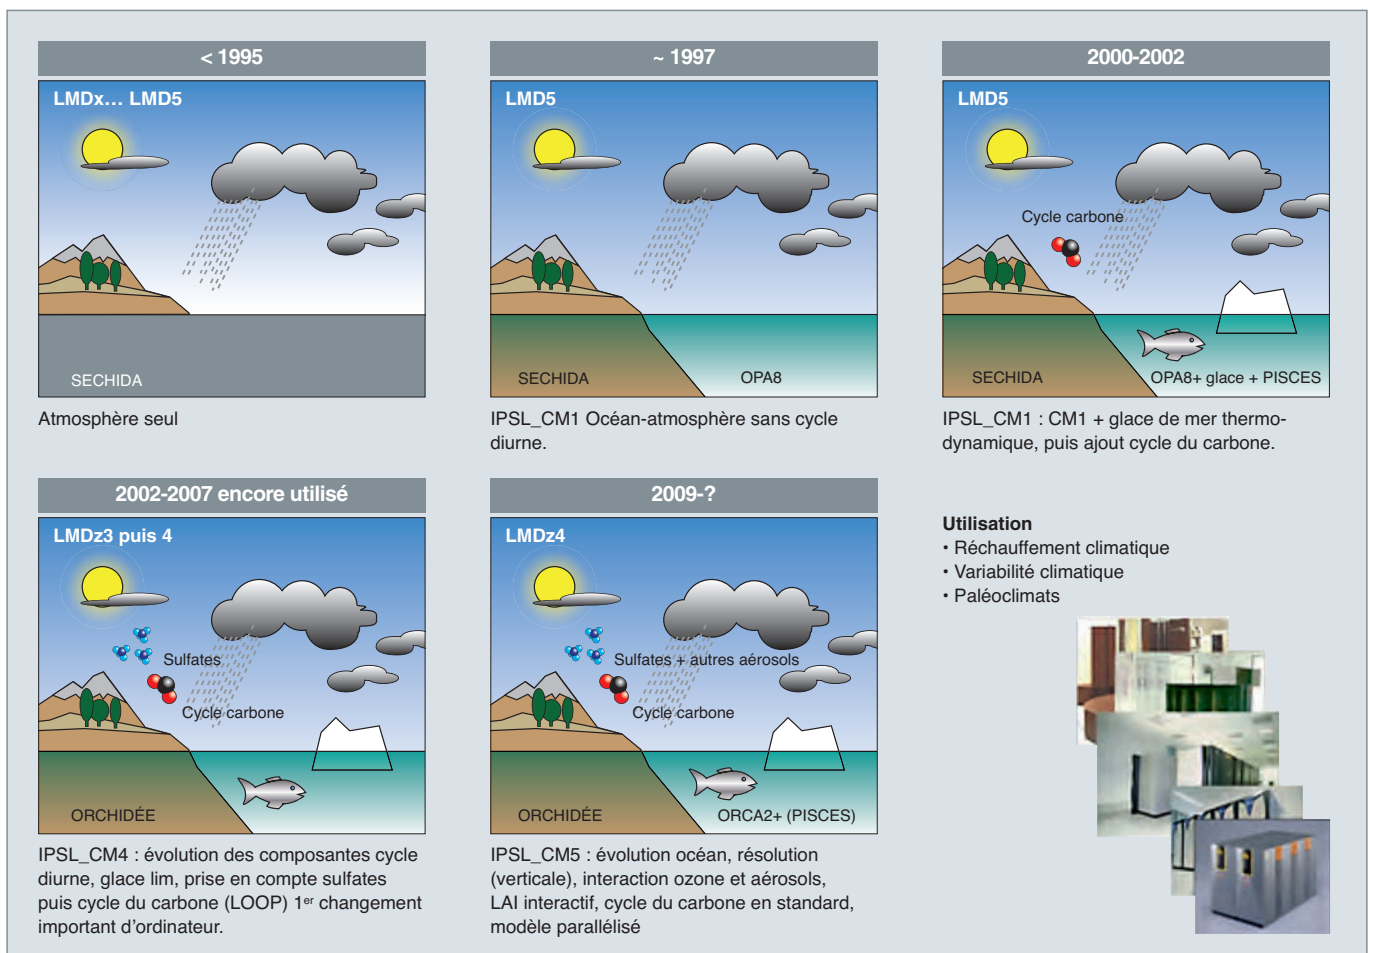 < 1995
LMDx... LMD5
SECHIDA
Atmosphère seul
~ 1997
LMD5
SECHIDA
OPA8
IPSL_CM1 Océan-atmosphère sans cycle
diurne.
2000-2002
LMD5
Cycle carbone
SECHIDA
OPA8+ glace + PISCES
IPSL_CM1 : CM1 + glace de mer thermo-
dynamique, puis ajout cycle du carbone.
2002-2007 encore utilisé
LMDz3 puis 4
Sulfates
Cycle carbone
ORCHIDÉE
IPSL_CM4 : évolution des composantes cycle
diurne, glace lim, prise en compte sulfates
puis cycle du carbone (LOOP) 1er changement
important d'ordinateur.
2009-?
LMDz4
Sulfates + autres aérosols
Cycle carbone
ORCHIDÉE
ORCA2+ (PISCES)
IPSL_CM5 : évolution océan, résolution
(verticale), interaction ozone et aérosols,
LAI interactif, cycle du carbone en standard,
modèle parallélisé
Utilisation
• Réchauffement climatique
• Variabilité climatique
• Paléoclimats